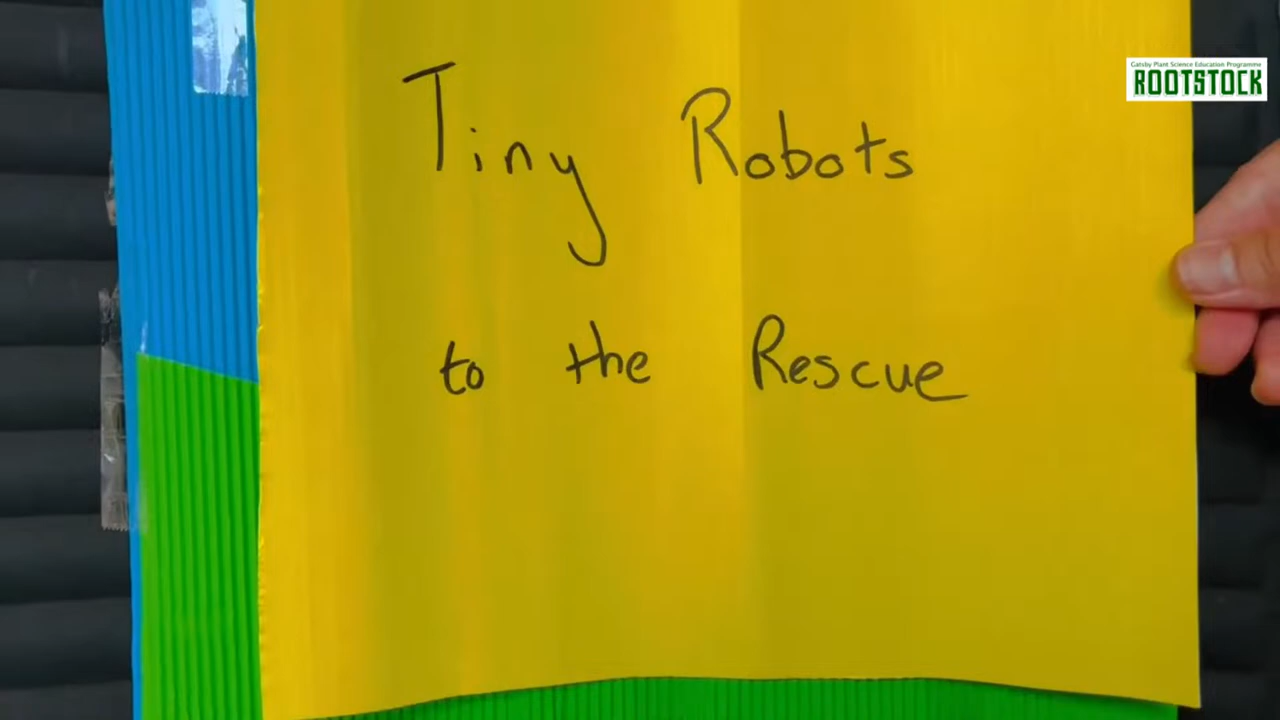 Gatsby Plant Science Education Programme
ROOTSTOCK
Tiny Robots
to the Rescue